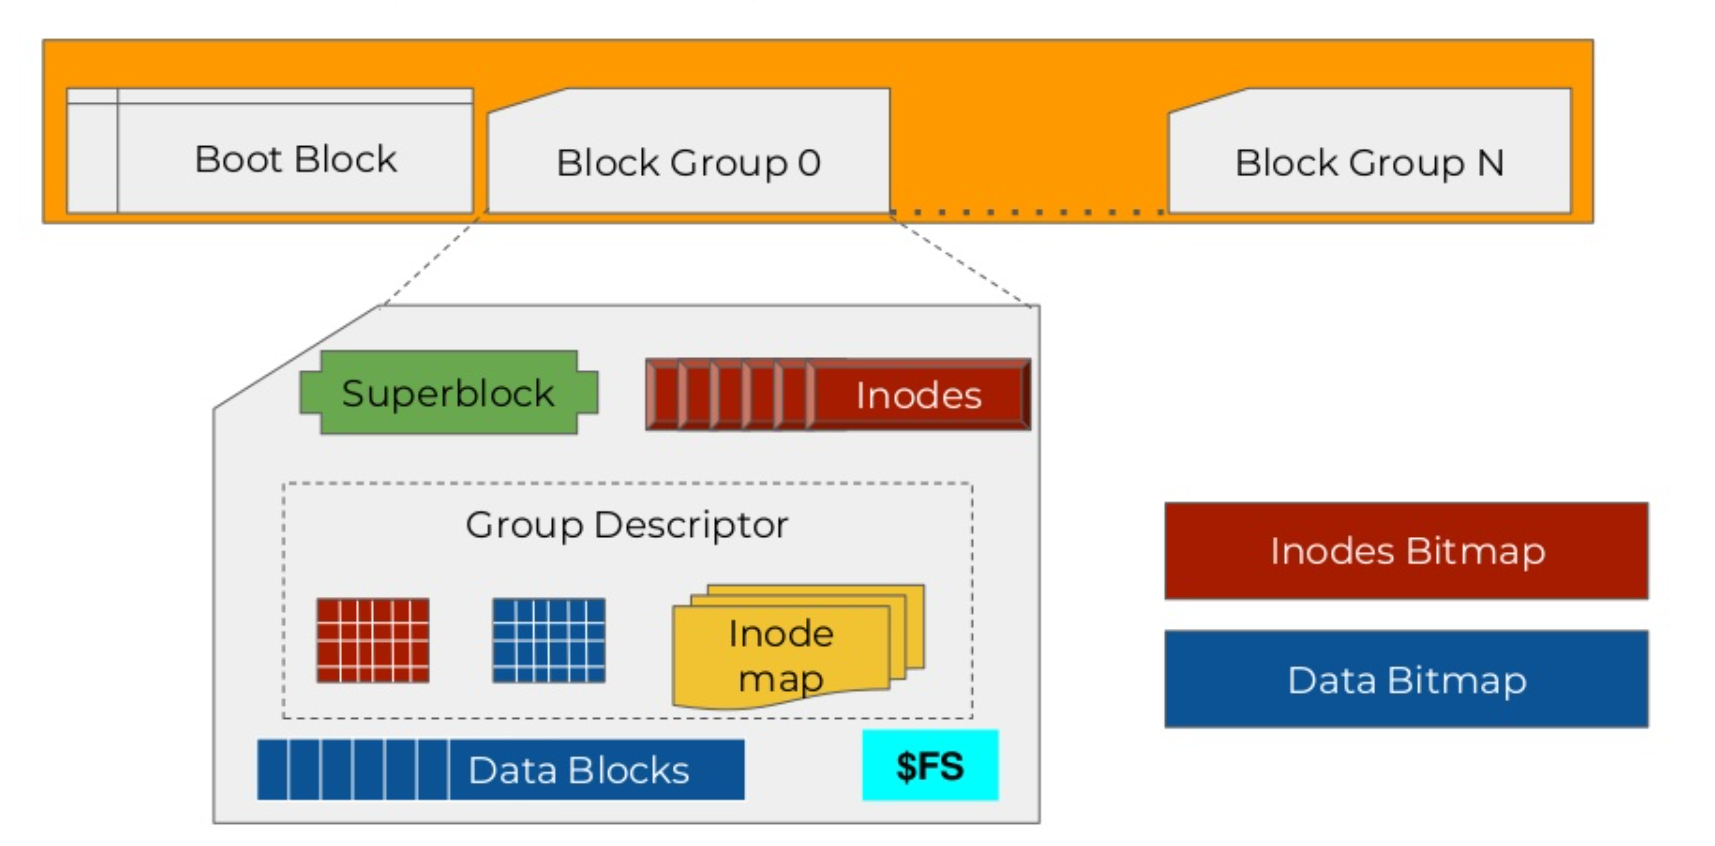 Boot Block
Block Group 0
Block Group N
Superblock
Inodes
Group Descriptor
Inode
map
Data Blocks
$FS
Inodes Bitmap
Data Bitmap